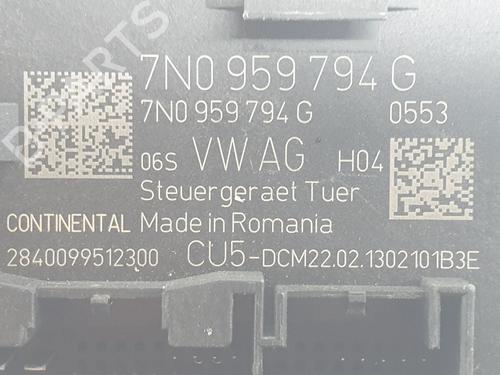 7N0 959 794 G
7N0 959 794 G 0553
06S VW AG H04
Steuergeraet Tuer
CONTINENTAL Made in Romania
2840099512300 CU5-DCM22.02.1302101B3E